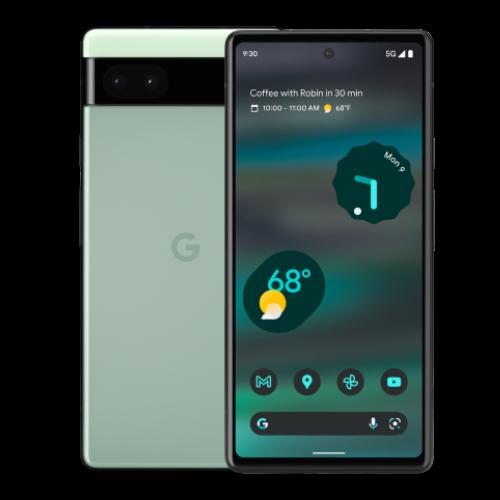 9:30
5G
Coffee with Robin in 30 min
10:00 - 11:00 AM 68°F
Mon 9
68°
G
G